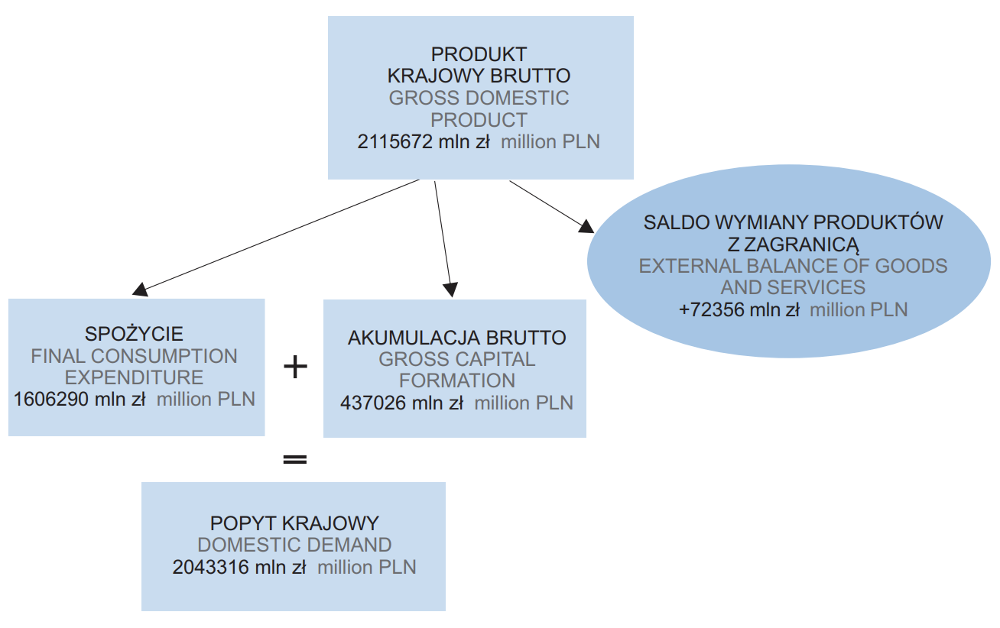 PRODUKT
KRAJOWY BRUTTO
GROSS DOMESTIC
PRODUCT
2115672 mln zł million PLN
SALDO WYMIANY PRODUKTÓW
Z ZAGRANICĄ
EXTERNAL BALANCE OF GOODS
AND SERVICES
+72356 mln zł million PLN
SPOŻYCIE
FINAL CONSUMPTION
EXPENDITURE
1606290 mln zł million PLN
+
AKUMULACJA BRUTTO
GROSS CAPITAL
FORMATION
437026 mln zł million PLN
=
POPYT KRAJOWY
DOMESTIC DEMAND
2043316 mln zł million PLN